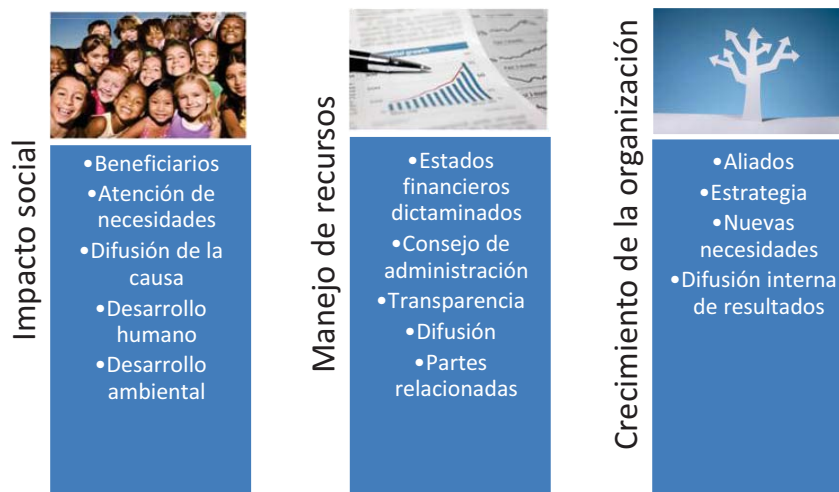 Impacto social
•Beneficiarios
•Atención de
necesidades
•Difusión de la
causa
•Desarrollo
humano
•Desarrollo
ambiental
Manejo de recursos
•Estados
financieros
dictaminados
•Consejo de
administración
•Transparencia
•Difusión
•Partes
relacionadas
Crecimiento de la organización
•Aliados
•Estrategia
•Nuevas
necesidades
•Difusión interna
de resultados